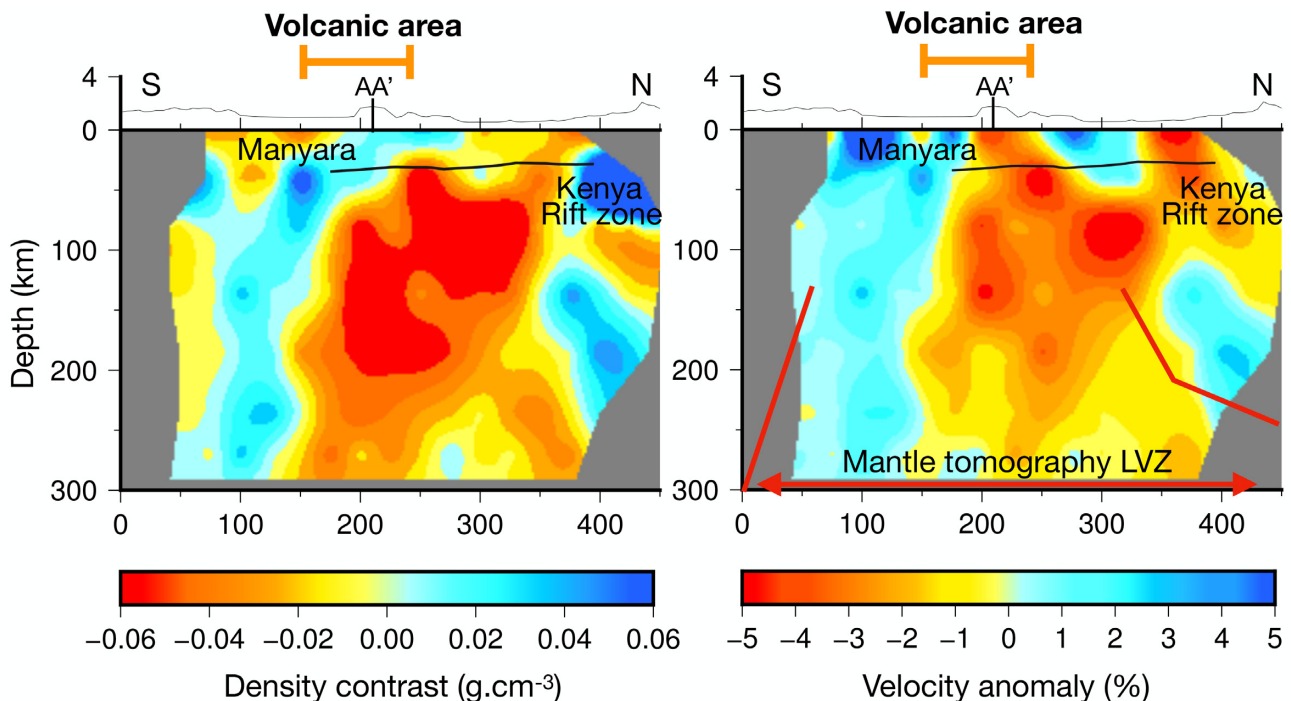 Volcanic area
Volcanic area
4
S
AA’
N
4
S
AA’
N
0
Manyara
Kenya
Rift zone
0
Manyara
Kenya
Rift zone
100
100
Depth (km)
200
200
Mantle tomography LVZ
300
300
0 100 200 300 400
0 100 200 300 400
−0.06 −0.04 −0.02 0.00 0.02 0.04 0.06
−5 −4 −3 −2 −1 0 1 2 3 4 5
Density contrast (g.cm-3)
Velocity anomaly (%)